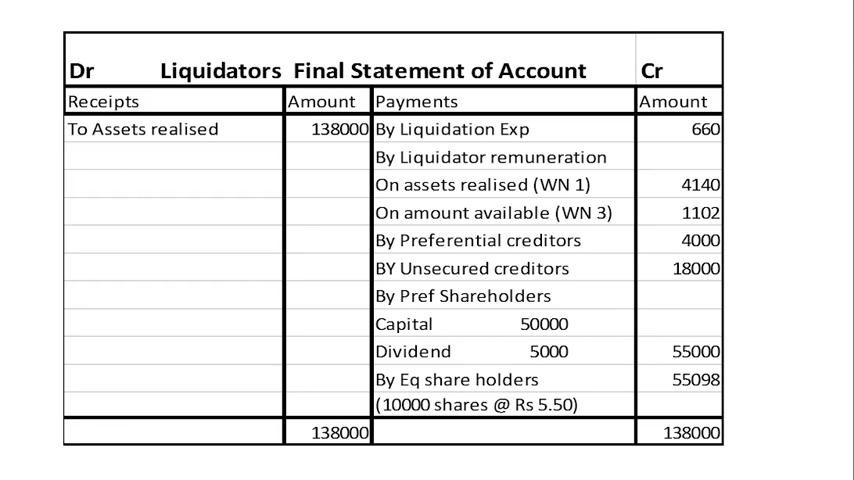 Dr Liquidators Final Statement of Account Cr
Receipts Amount Payments Amount
To Assets realised 138000 By Liquidation Exp 660
By Liquidator remuneration
On assets realised (WN 1) 4140
On amount available (WN 3) 1102
By Preferential creditors 4000
BY Unsecured creditors 18000
By Pref Shareholders
Capital 50000
Dividend 5000 55000
By Eq share holders 55098
(10000 shares @ Rs 5.50)
138000 138000